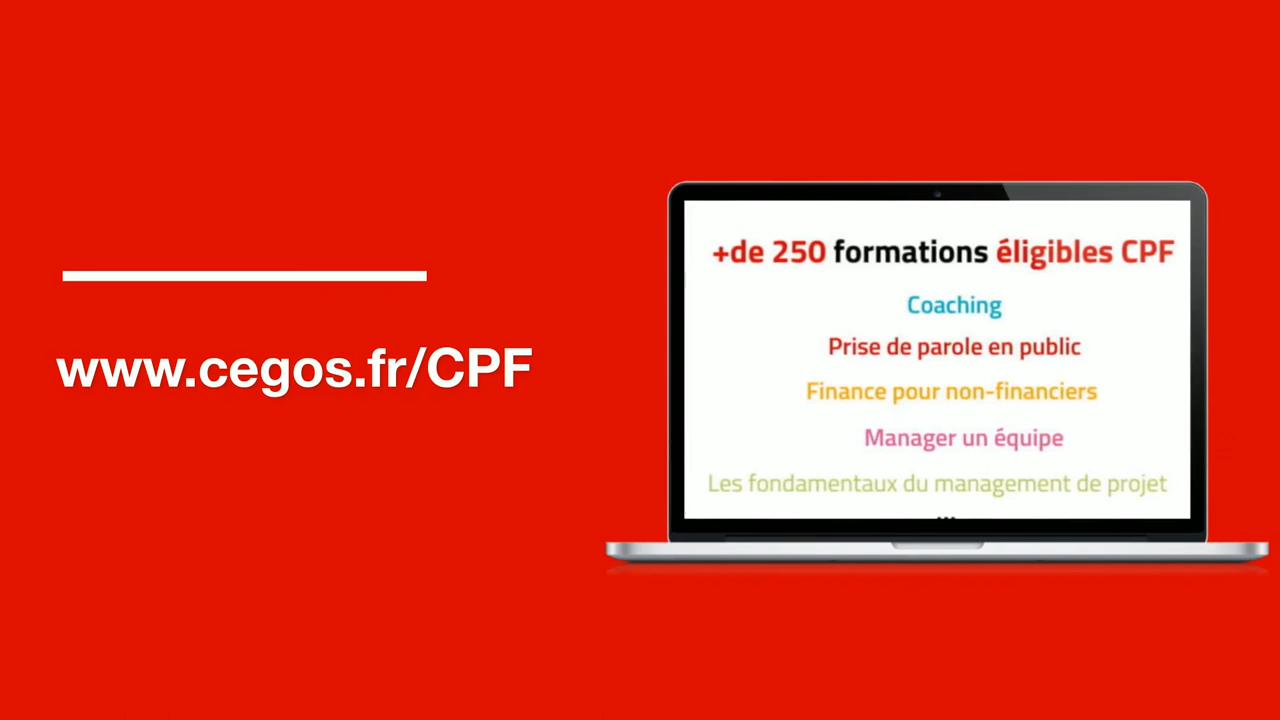 www.cegos.fr/CPF
+de 250 formations éligibles CPF
Coaching
Prise de parole en public
Finance pour non-financiers
Manager un équipe
Les fondamentaux du management de projet
...